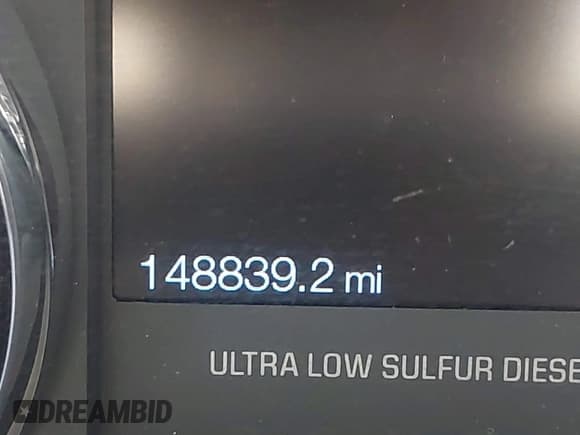 148839.2 mi
ULTRA LOW SULFUR DIESE
DREAMBID